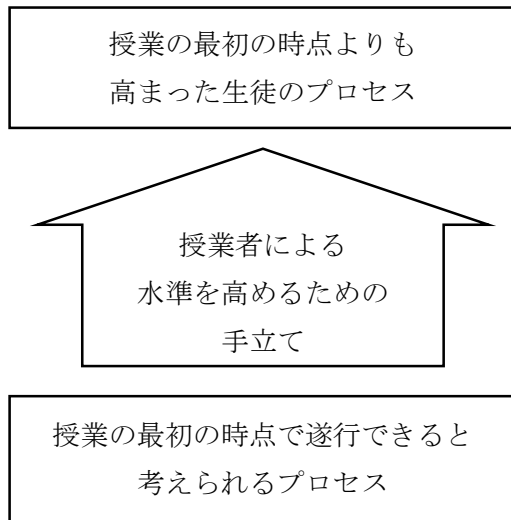 授業の最初の時点よりも
高まった生徒のプロセス
授業者による
水準を高めるための
手立て
授業の最初の時点で遂行できると
考えられるプロセス